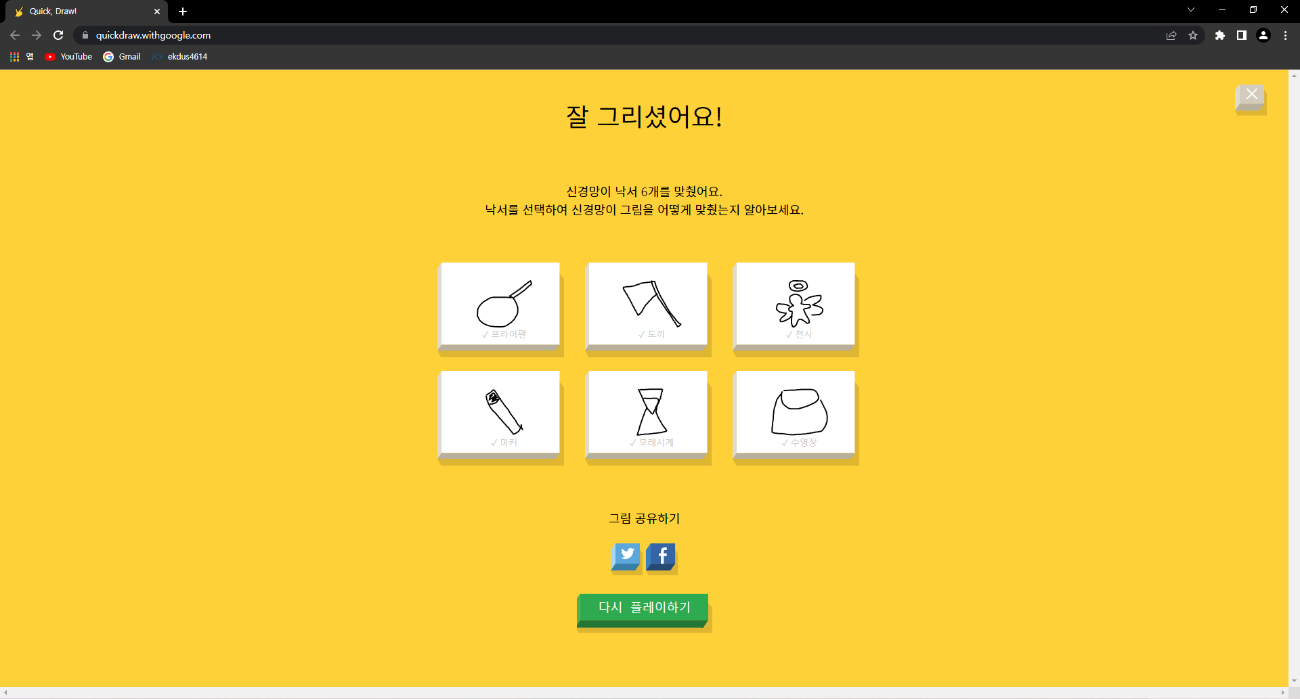 Quick, Draw!
quickdraw.withgoogle.com
앱
YouTube
Gmail
ekdus4614
잘 그리셨어요!
신경망이 낙서 6개를 맞췄어요.
낙서를 선택하여 신경망이 그림을 어떻게 맞췄는지 알아보세요.
✓ 프라이팬
✓ 도끼
✓ 천사
✓ 마커
✓ 모래시계
✓ 수영장
그림 공유하기
다시 플레이하기